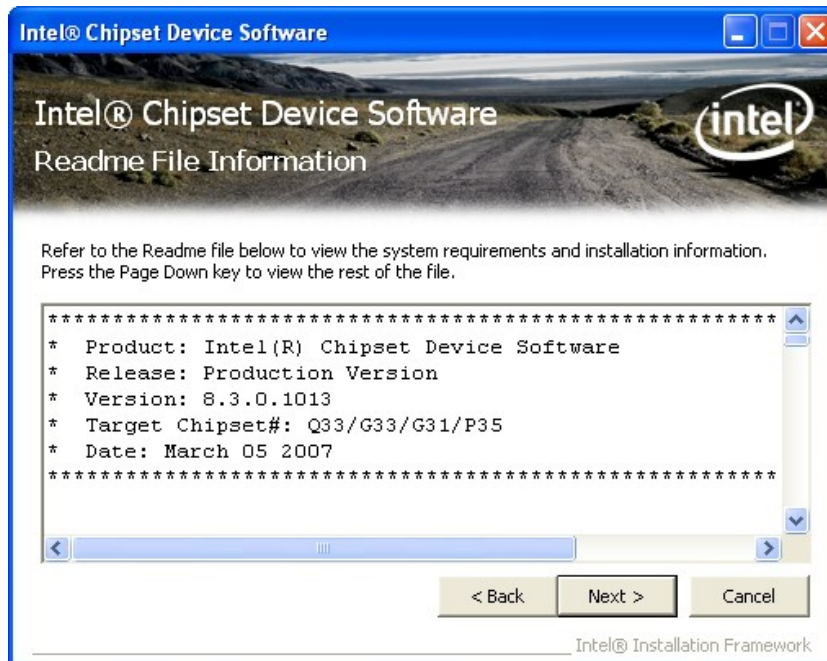 Intel® Chipset Device Software
Intel® Chipset Device Software
intel
Readme File Information
Refer to the Readme file below to view the system requirements and installation information.
Press the Page Down key to view the rest of the file.
********************************************************
* Product: Intel(R) Chipset Device Software
* Release: Production Version
* Version: 8.3.0.1013
* Target Chipset#: Q33/G33/G31/P35
* Date: March 05 2007
********************************************************
< Back
Next >
Cancel
Intel® Installation Framework